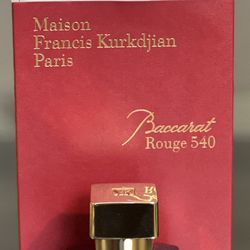 Maison
Francis Kurkdjian
Paris
Baccarat
Rouge 540